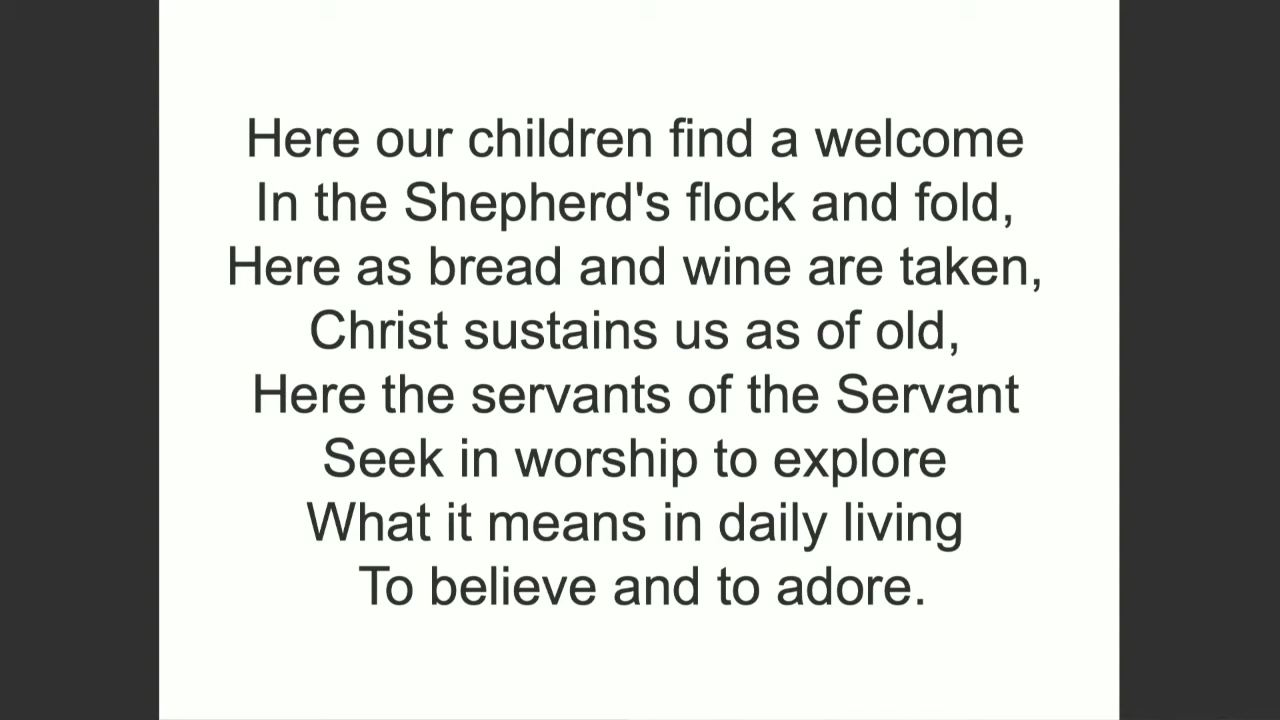 Here our children find a welcome
In the Shepherd's flock and fold,
Here as bread and wine are taken,
Christ sustains us as of old,
Here the servants of the Servant
Seek in worship to explore
What it means in daily living
To believe and to adore.